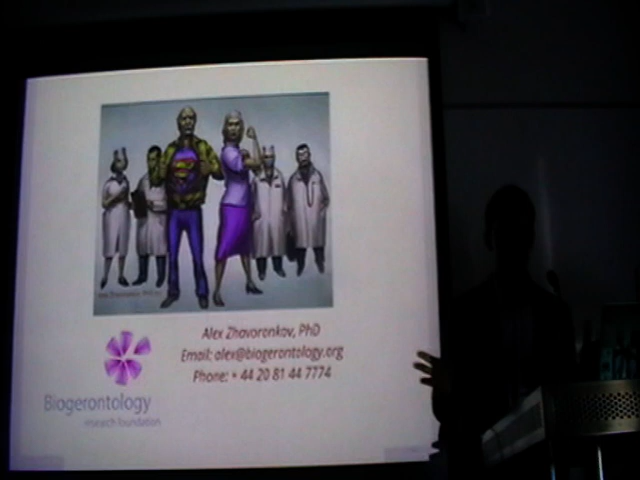 Alex Zhavoronkov, PhD
Email: alex@biogerontology.org
Phone: + 44 20 81 44 7774
Biogerontology
research foundation